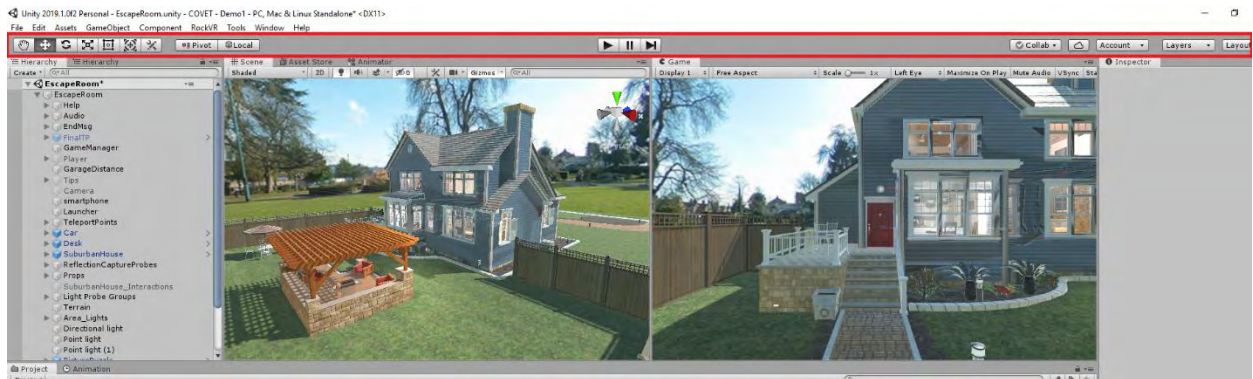 Unity 2019.1.0f2 Personal - EscapeRoom.unity - COVET - Demo1 - PC, Mac & Linux Standalone* <DX11>
File Edit Assets GameObject Component RockVR Tools Window Help
Pivot Local Collab Account Layers Layout
Hierarchy Hierarchy Scene Asset Store Animator Game Inspector
Create All Shaded 2D 0 Gizmos All Display 1 Free Aspect Scale 1x Left Eye Maximize On Play Mute Audio VSync Sta
EscapeRoom*
EscapeRoom
Help
Audio
EndMsg
FinalTP
GameManager
Player
GarageDistance
Tips
Camera
smartphone
Launcher
TeleportPoints
Car
Desk
SuburbanHouse
ReflectionCaptureProbes
Props
SuburbanHouse_Interactions
Light Probe Groups
Terrain
Area_Lights
Directional light
Point light
Point light (1)
Project Animation